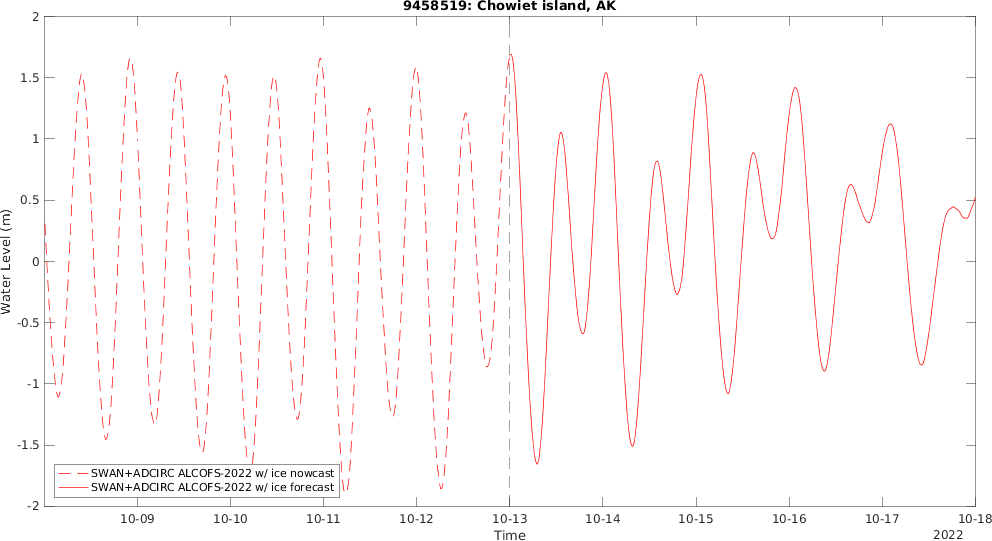 9458519: Chowiet island, AK
Water Level (m)
2
1.5
1
0.5
0
-0.5
-1
-1.5
-2
SWAN+ADCIRC ALCOFS-2022 w/ ice nowcast
SWAN+ADCIRC ALCOFS-2022 w/ ice forecast
10-09 10-10 10-11 10-12 10-13 10-14 10-15 10-16 10-17 10-18
Time
2022